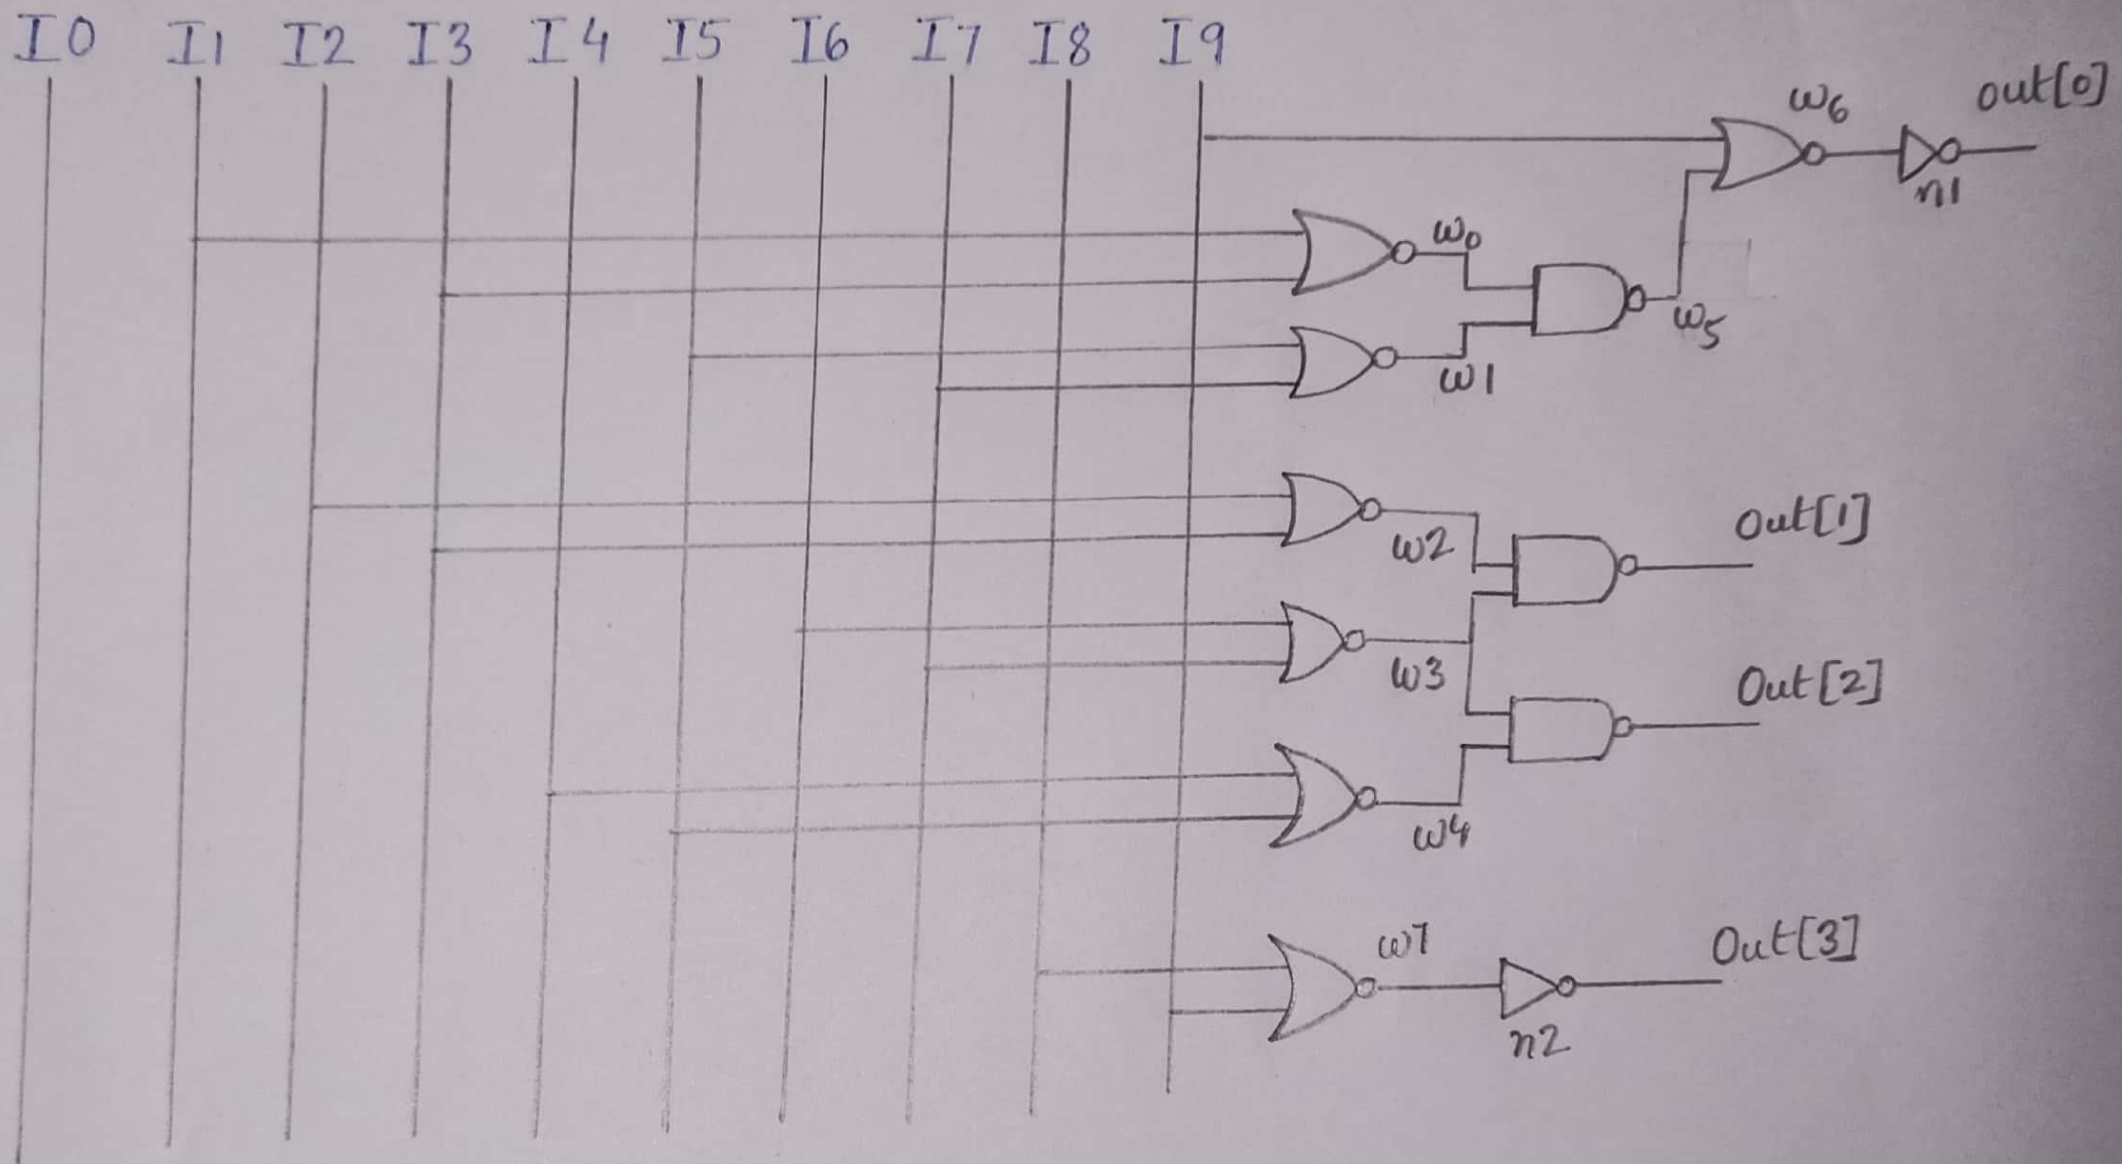 I0 I1 I2 I3 I4 I5 I6 I7 I8 I9
w6 out[0]
n1
w0
w5
w1
w2
Out[1]
w3
Out[2]
w4
w7
Out[3]
n2